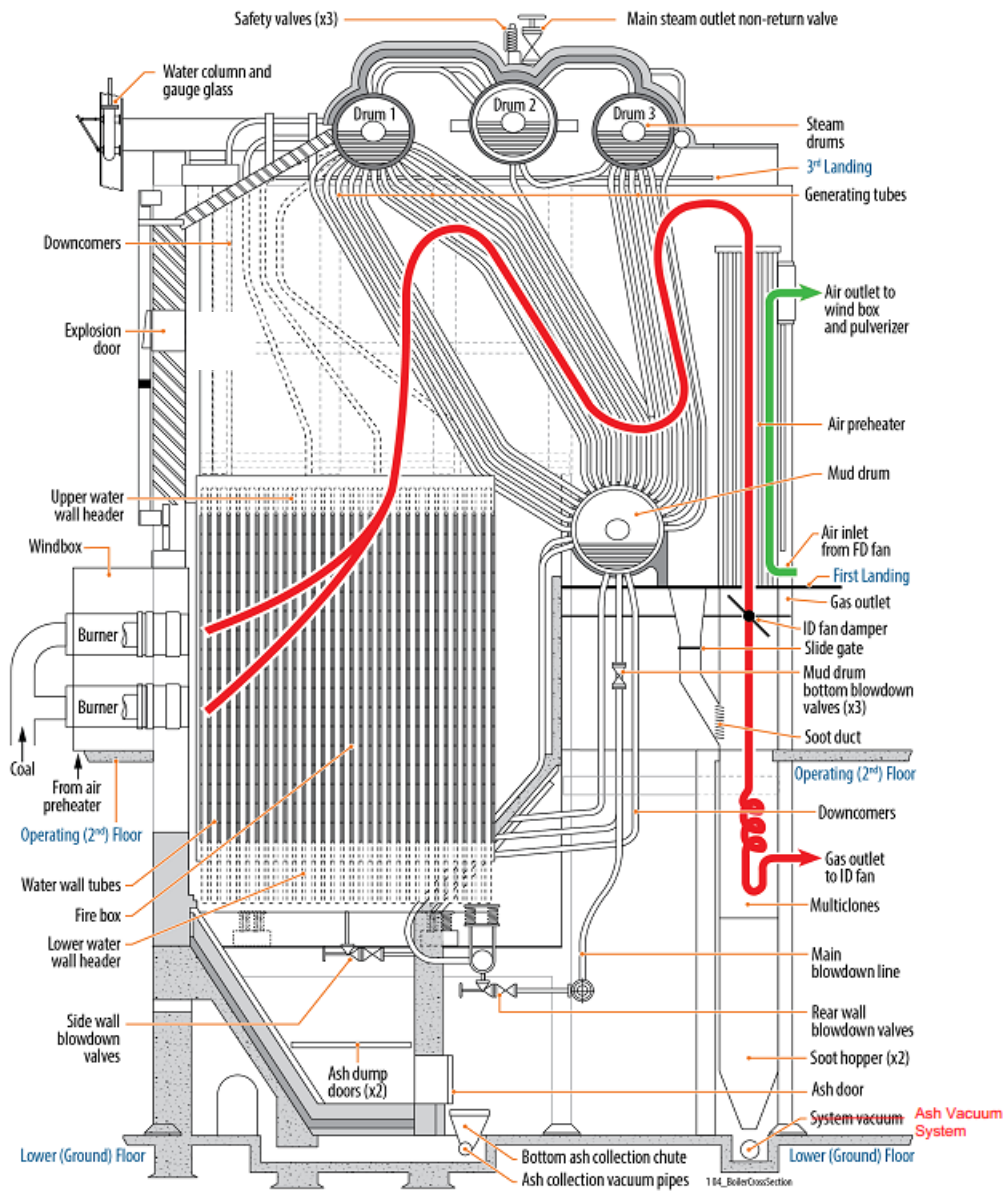 Safety valves (x3)
Main steam outlet non-return valve
Water column and
gauge glass
Drum 1
Drum 2
Drum 3
Steam
drums
3rd Landing
Generating tubes
Downcomers
Air outlet to
wind box
and pulverizer
Explosion
door
Air preheater
Mud drum
Upper water
wall header
Windbox
Air inlet
from FD fan
First Landing
Gas outlet
Burner
ID fan damper
Slide gate
Mud drum
bottom blowdown
valves (x3)
Burner
Soot duct
Coal
From air
preheater
Operating (2nd) Floor
Operating (2nd) Floor
Downcomers
Water wall tubes
Gas outlet
to ID fan
Fire box
Multiclones
Lower water
wall header
Main
blowdown line
Side wall
blowdown
valves
Rear wall
blowdown valves
Ash dump
doors (x2)
Soot hopper (x2)
Ash door
System vacuum
Ash Vacuum
System
Lower (Ground) Floor
Bottom ash collection chute
Ash collection vacuum pipes
Lower (Ground) Floor
104_BoilerCrossSection